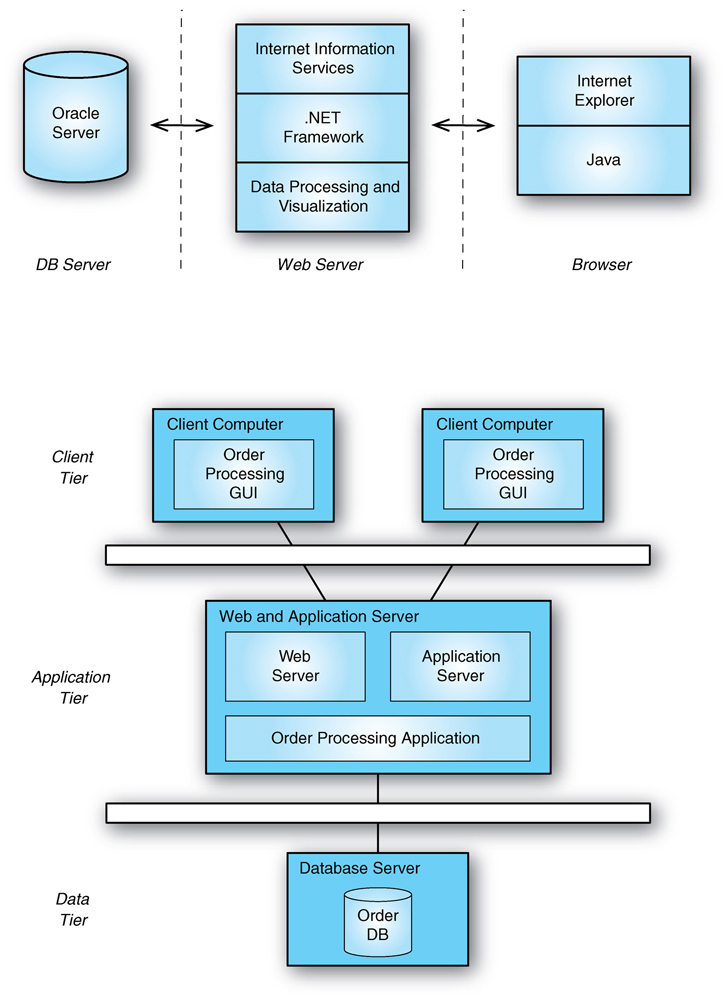 Oracle
Server
Internet Information
Services
.NET
Framework
Data Processing and
Visualization
Internet
Explorer
Java
DB Server
Web Server
Browser
Client
Tier
Client Computer
Order
Processing
GUI
Client Computer
Order
Processing
GUI
Application
Tier
Web and Application Server
Web
Server
Application
Server
Order Processing Application
Data
Tier
Database Server
Order
DB